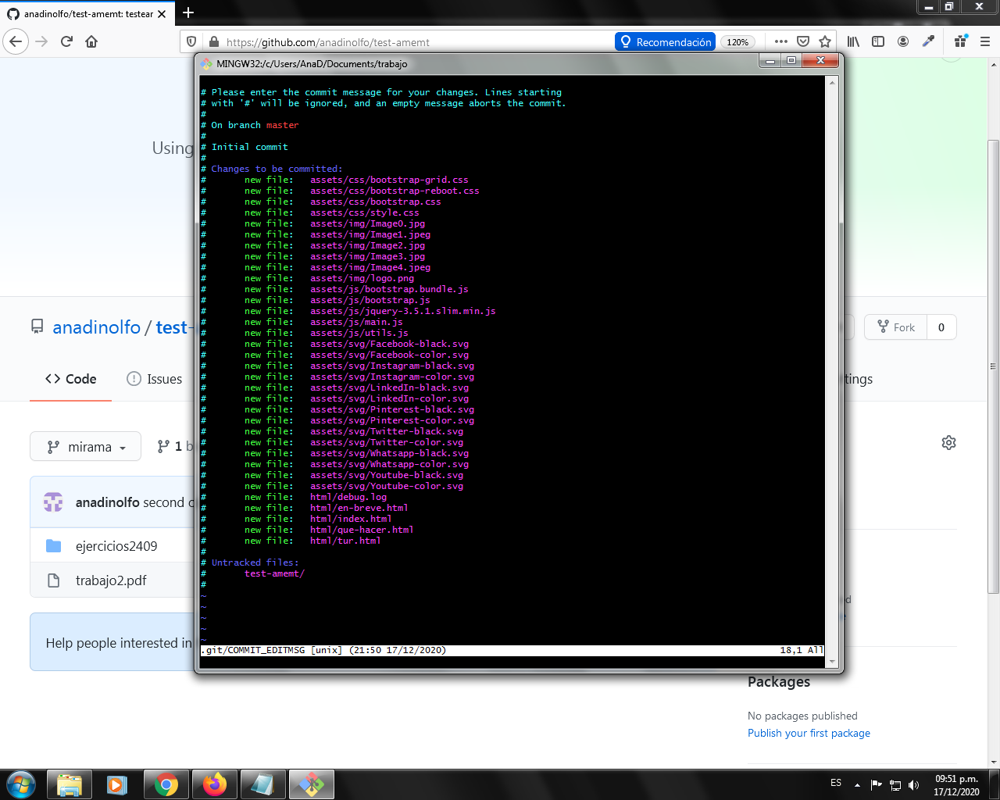 anadinolfo/test-amemt: testear
https://github.com/anadinolfo/test-amemt
Recomendación
120%
MINGW32:/c/Users/AnaD/Documents/trabajo
# Please enter the commit message for your changes. Lines starting
# with '#' will be ignored, and an empty message aborts the commit.
#
# On branch master
#
# Initial commit
#
# Changes to be committed:
# new file: assets/css/bootstrap-grid.css
# new file: assets/css/bootstrap-reboot.css
# new file: assets/css/bootstrap.css
# new file: assets/css/style.css
# new file: assets/img/Image0.jpg
# new file: assets/img/Image1.jpeg
# new file: assets/img/Image2.jpg
# new file: assets/img/Image3.jpg
# new file: assets/img/Image4.jpeg
# new file: assets/img/logo.png
# new file: assets/js/bootstrap.bundle.js
# new file: assets/js/bootstrap.js
# new file: assets/js/jquery-3.5.1.slim.min.js
# new file: assets/js/main.js
# new file: assets/js/utils.js
# new file: assets/svg/Facebook-black.svg
# new file: assets/svg/Facebook-color.svg
# new file: assets/svg/Instagram-black.svg
# new file: assets/svg/Instagram-color.svg
# new file: assets/svg/LinkedIn-black.svg
# new file: assets/svg/LinkedIn-color.svg
# new file: assets/svg/Pinterest-black.svg
# new file: assets/svg/Pinterest-color.svg
# new file: assets/svg/Twitter-black.svg
# new file: assets/svg/Twitter-color.svg
# new file: assets/svg/Whatsapp-black.svg
# new file: assets/svg/Whatsapp-color.svg
# new file: assets/svg/Youtube-black.svg
# new file: assets/svg/Youtube-color.svg
# new file: html/debug.log
# new file: html/en-breve.html
# new file: html/index.html
# new file: html/que-hacer.html
# new file: html/tur.html
#
# Untracked files:
# test-amemt/
#
~
~
~
~
~
.git/COMMIT_EDITMSG [unix] (21:50 17/12/2020) 18,1 All
Using
anadinolfo / test-
Fork 0
Code
Issues
tings
mirama
1 b
anadinolfo second c
ejercicios2409
trabajo2.pdf
Help people interested in
d
e
Packages
No packages published
Publish your first package
ES
09:51 p.m.
17/12/2020